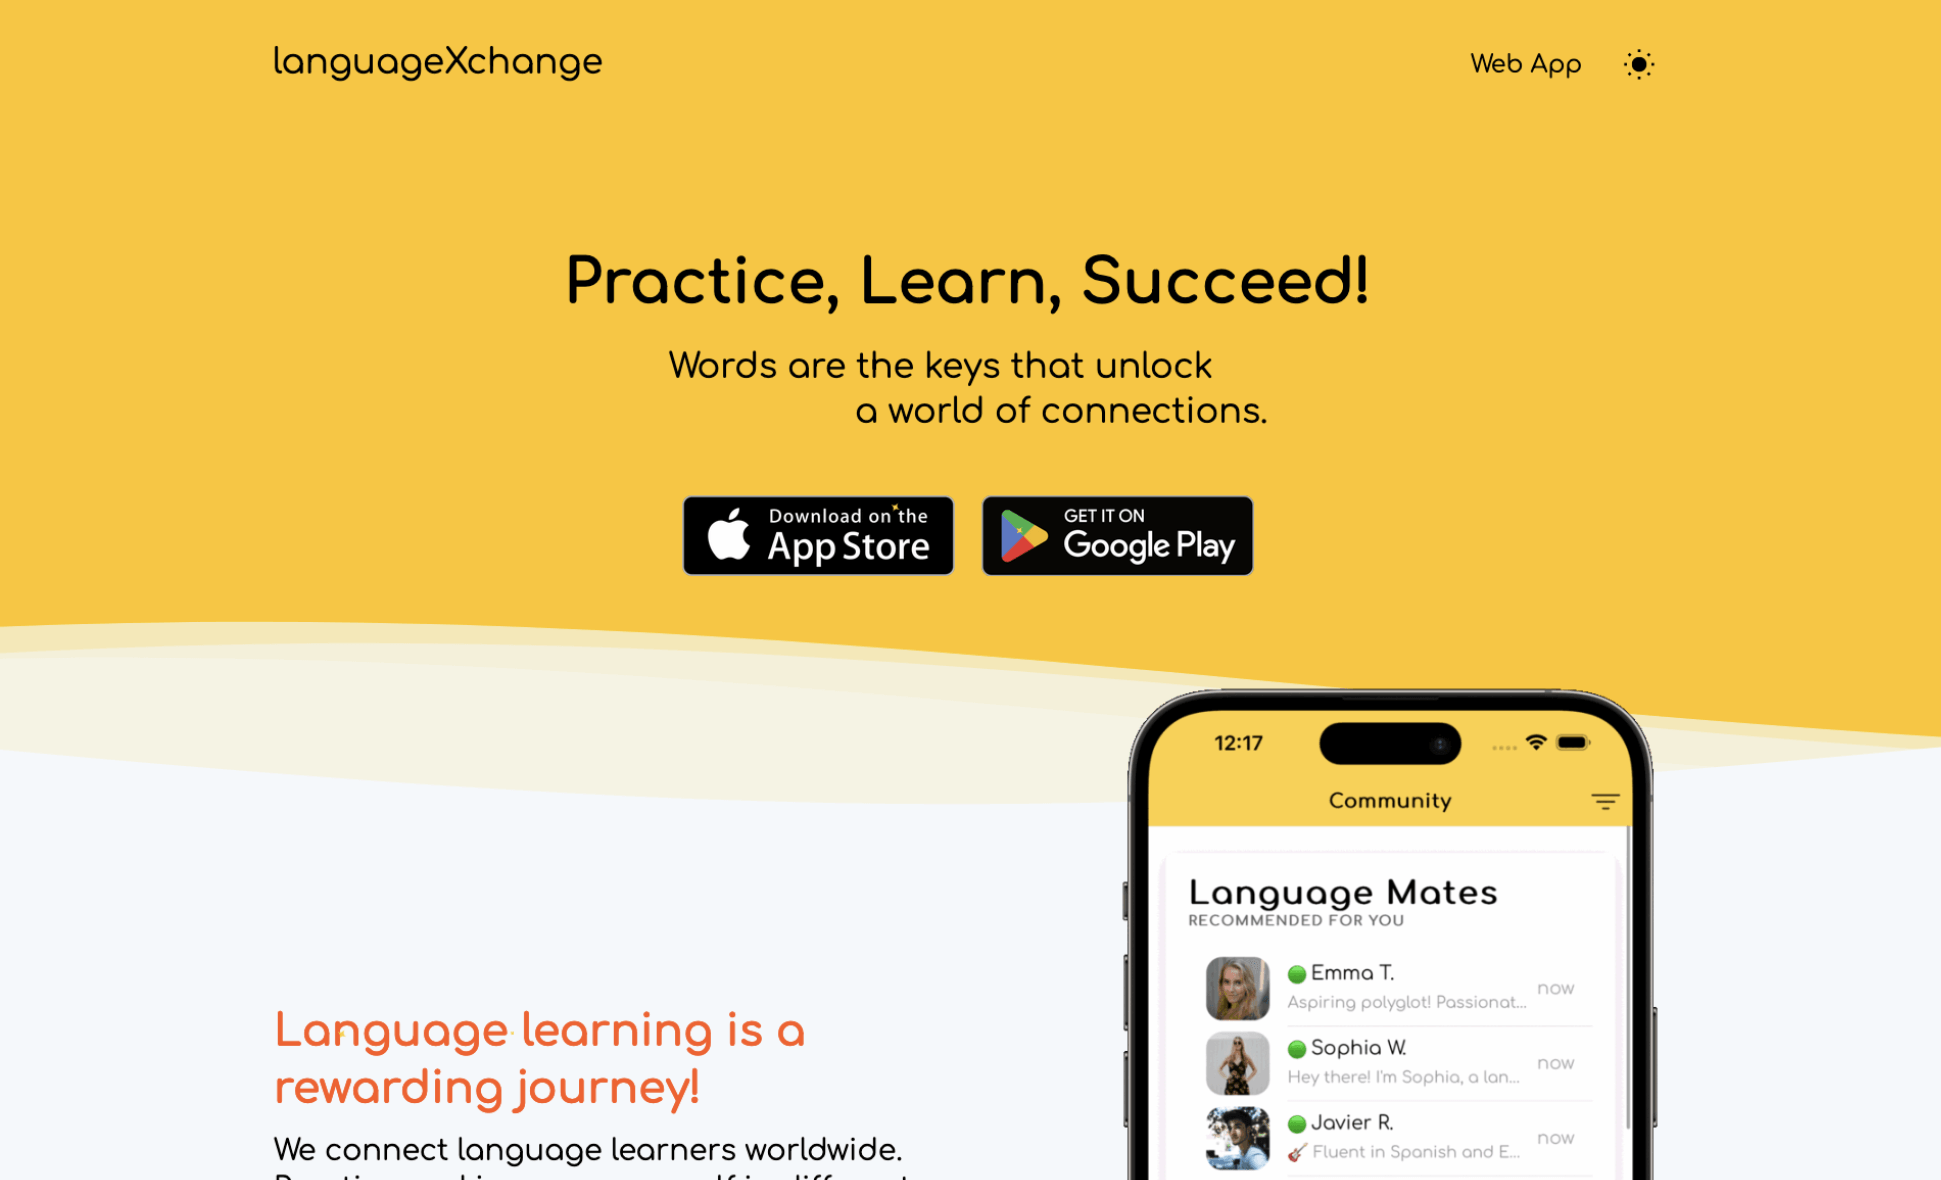 languageXchange
Web App
Practice, Learn, Succeed!
Words are the keys that unlock
a world of connections.
Download on the
App Store
GET IT ON
Google Play
12:17
Community
Language Mates
RECOMMENDED FOR YOU
Emma T.
Aspiring polyglot! Passionat...
now
Sophia W.
Hey there! I'm Sophia, a lan...
now
Javier R.
Fluent in Spanish and E...
now
Language learning is a
rewarding journey!
We connect language learners worldwide.